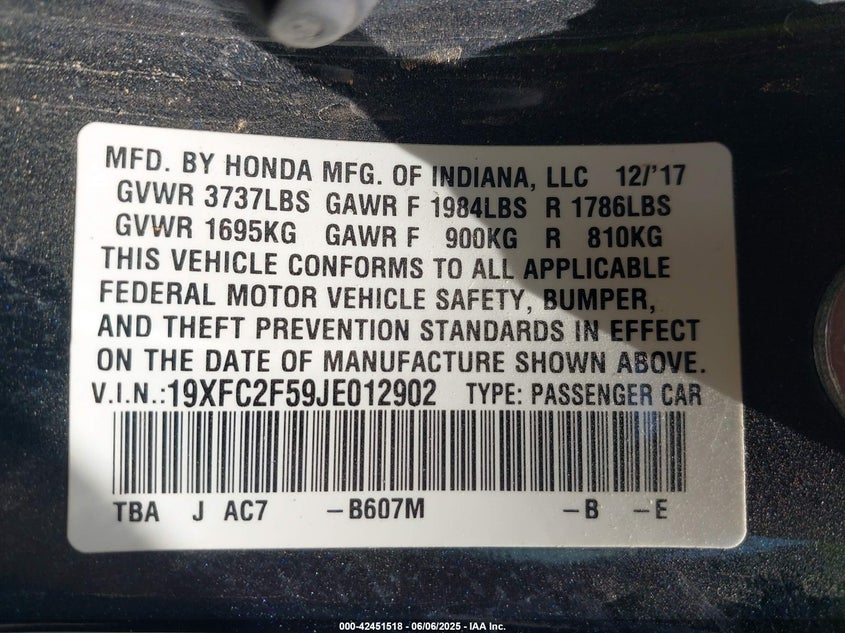 MFD. BY HONDA MFG. OF INDIANA, LLC 12/'17
GVWR 3737LBS GAWR F 1984LBS R 1786LBS
GVWR 1695KG GAWR F 900KG R 810KG
THIS VEHICLE CONFORMS TO ALL APPLICABLE
FEDERAL MOTOR VEHICLE SAFETY, BUMPER,
AND THEFT PREVENTION STANDARDS IN EFFECT
ON THE DATE OF MANUFACTURE SHOWN ABOVE.
V.I.N.:19XFC2F59JE012902 TYPE: PASSENGER CAR
TBA J AC7 –B607M –B –E
000-42451518 - 06/06/2025 - IAA Inc.